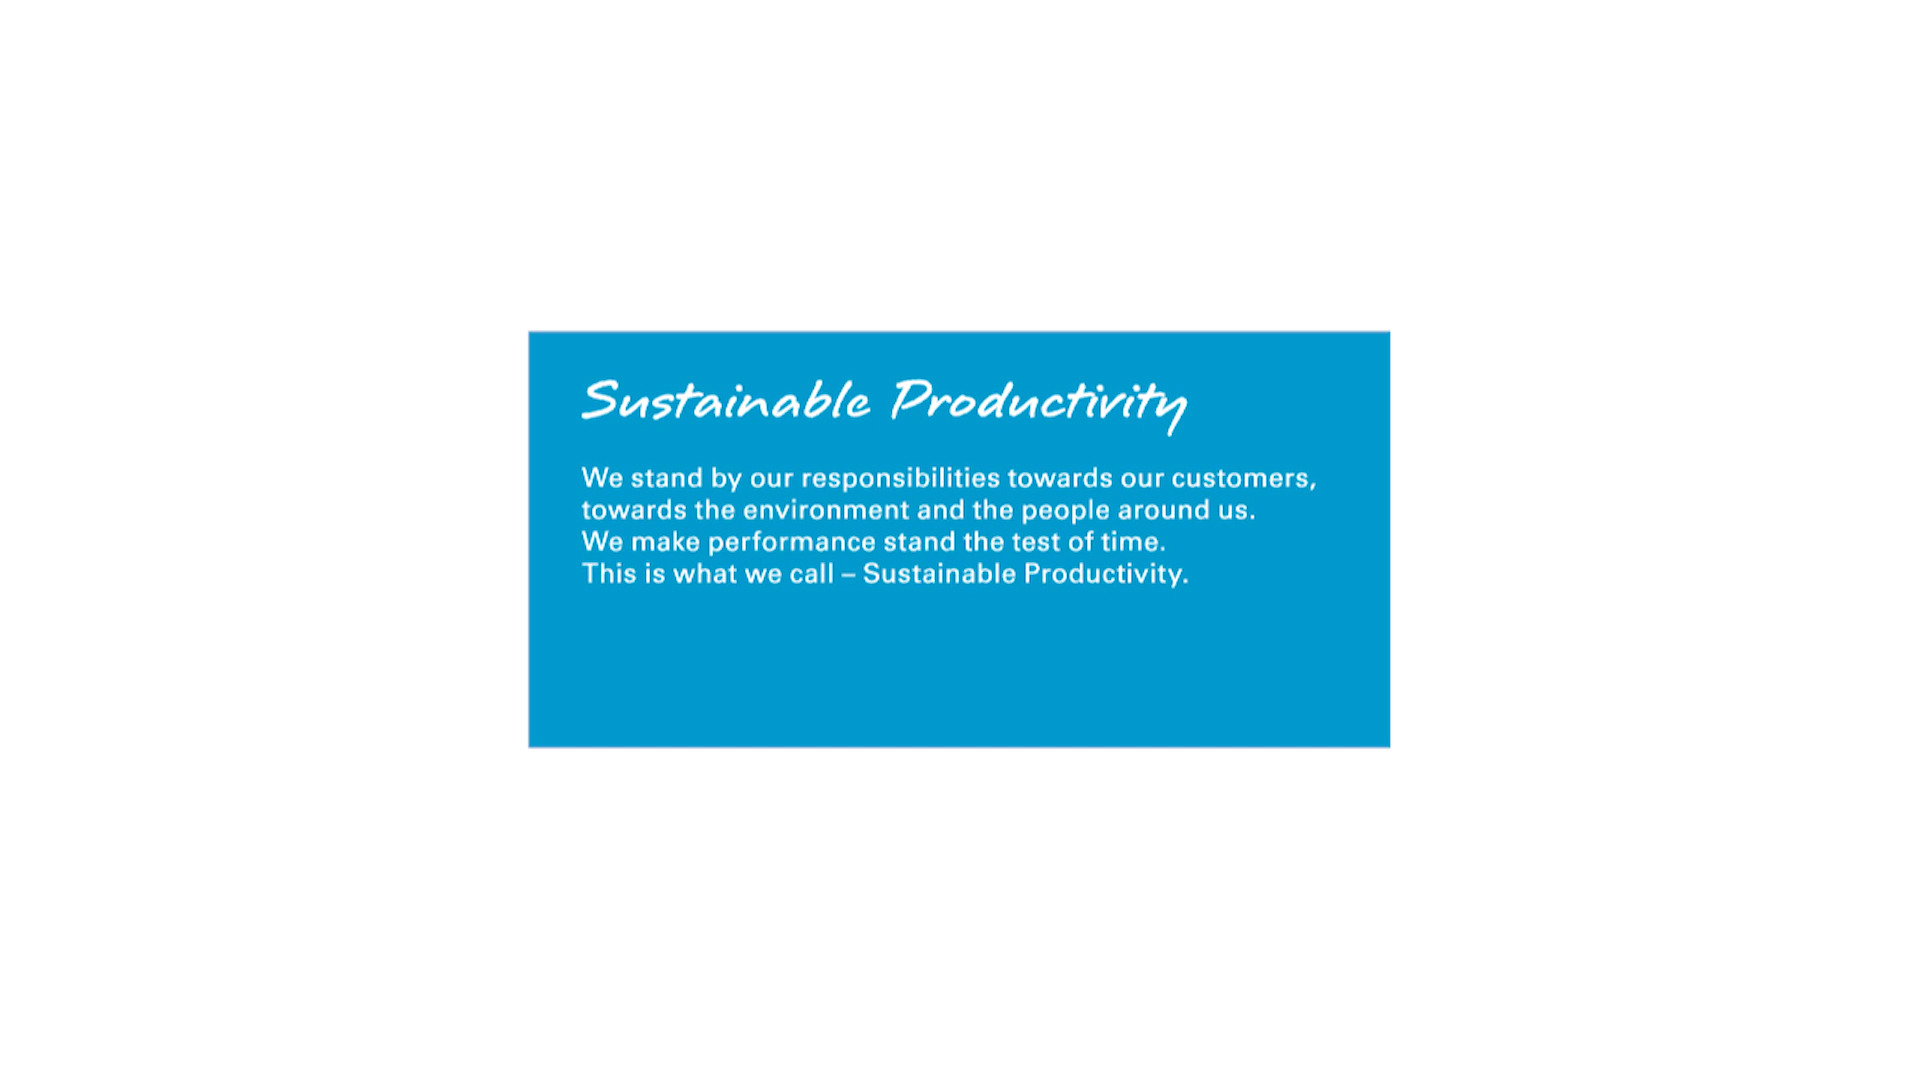 Sustainable Productivity
We stand by our responsibilities towards our customers,
towards the environment and the people around us.
We make performance stand the test of time.
This is what we call – Sustainable Productivity.